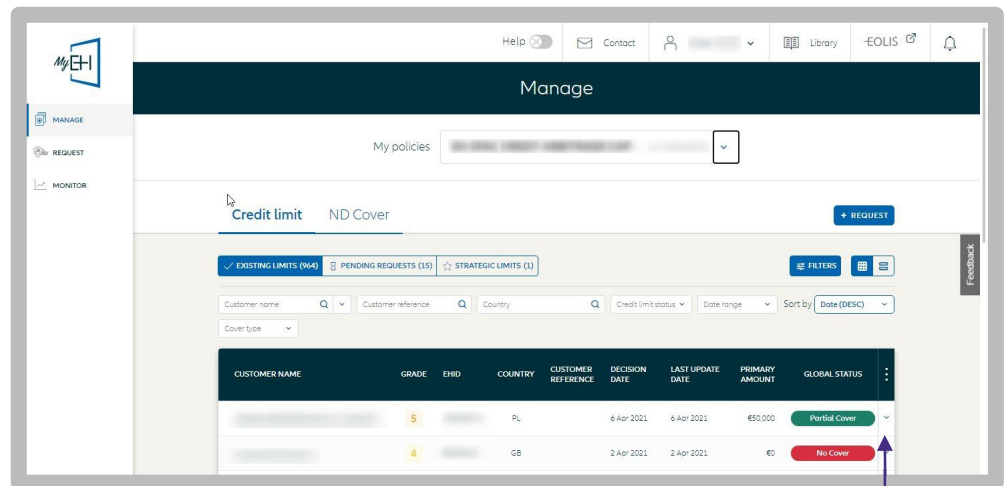 Help Contact Library EOLIS
My EH
Manage
MANAGE
REQUEST
MONITOR
My policies
Credit limit ND Cover + REQUEST
EXISTING LIMITS (964) PENDING REQUESTS (15) STRATEGIC LIMITS (1) FILTERS
Feedback
Customer name Customer reference Country Credit limit status Date range Sort by Date (DESC)
Cover type
CUSTOMER NAME GRADE EHID COUNTRY CUSTOMER REFERENCE DECISION DATE LAST UPDATE DATE PRIMARY AMOUNT GLOBAL STATUS
5 PL 6 Apr 2021 6 Apr 2021 €50,000 Partial Cover
4 GB 2 Apr 2021 2 Apr 2021 €0 No Cover